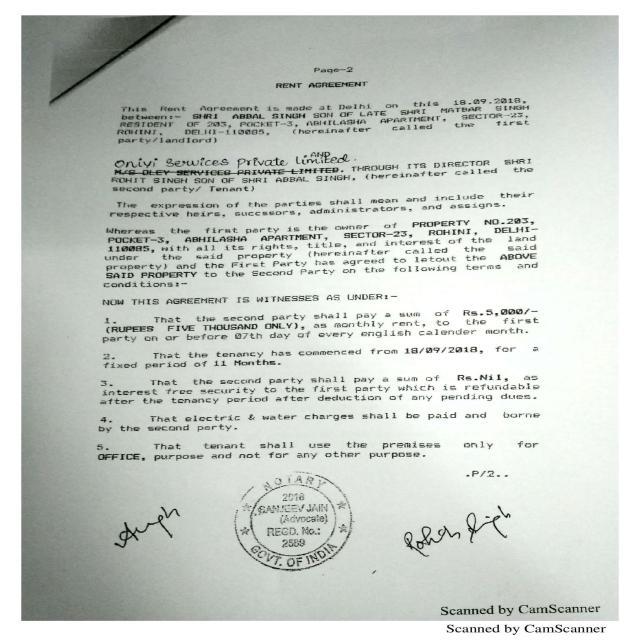 Page-2
RENT AGREEMENT
This Rent Agreement is made at Delhi on this 18.09.2018,
between:- SHRI ABBAL SINGH SON OF LATE SHRI MATBAR SINGH
RESIDENT OF 203, POCKET-3, ABHILASHA APARTMENT, SECTOR-23,
ROHINI, DELHI-110085, (hereinafter called the first
party/landlord)
AND
Onivi Services Private limited.
M/S OLEY SERVICES PRIVATE LIMITED. THROUGH ITS DIRECTOR SHRI
ROHIT SINGH SON OF SHRI ABBAL SINGH, (hereinafter called the
second party/ Tenant)
The expression of the parties shall mean and include their
respective heirs, succssors, administrators, and assigns.
Whereas the first party is the owner of PROPERTY NO.203,
POCKET-3, ABHILASHA APARTMENT, SECTOR-23, ROHINI, DELHI-
110085, with all its rights, title, and interest of the land
under the said property (hereinafter called the said
property) and the First Party has agreed to letout the ABOVE
SAID PROPERTY to the Second Party on the following terms and
conditions:-
NOW THIS AGREEMENT IS WITNESSES AS UNDER:-
1. That the second party shall pay a sum of Rs.5,000/-
(RUPEES FIVE THOUSAND ONLY), as monthly rent, to the first
party on or before 07th day of every english calender month.
2. That the tenancy has commenced from 18/09/2018, for a
fixed period of 11 Months.
3. That the second party shall pay a sum of Rs.Nil, as
interest free security to the first party which is refundable
after the tenancy period after deduction of any pending dues.
4. That electric & water charges shall be paid and borne
by the second party.
5. That tenant shall use the premises only for
OFFICE, purpose and not for any other purpose.
.P/2..
NOTARY
2018
SANJEEV JAIN
(Advocate)
REGD. No.:
2589
GOVT. OF INDIA
Rohit Singh
Scanned by CamScanner
Scanned by CamScanner